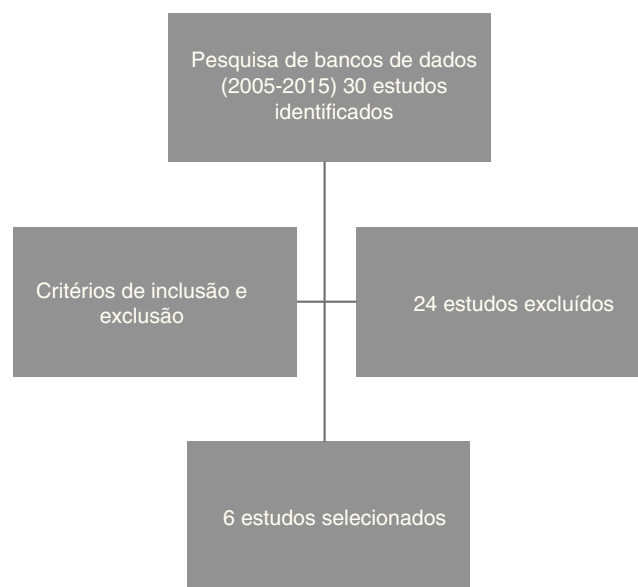 Pesquisa de bancos de dados
(2005-2015) 30 estudos
identificados
Critérios de inclusão e
exclusão
24 estudos excluídos
6 estudos selecionados